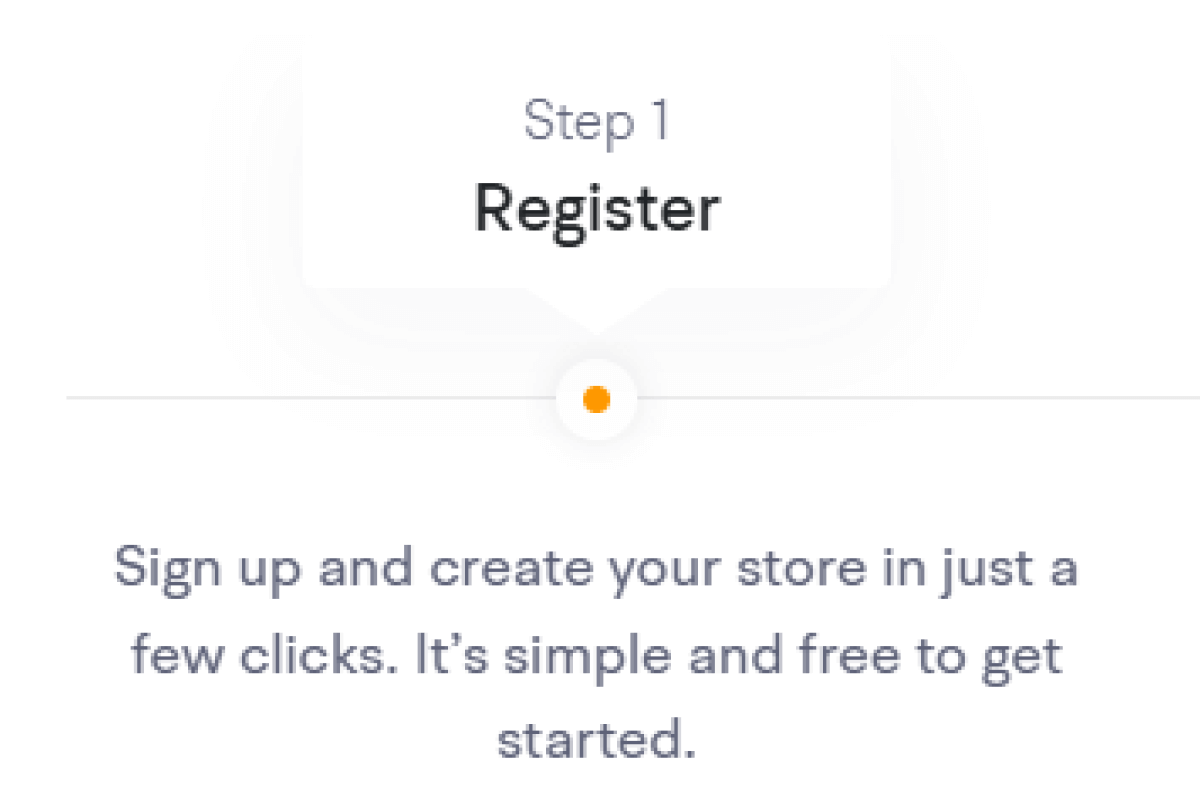 Step 1
Register
Sign up and create your store in just a
few clicks. It’s simple and free to get
started.